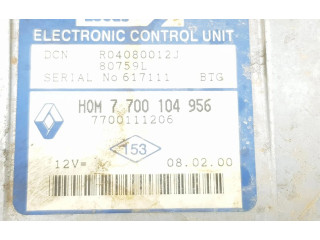 ELECTRONIC CONTROL UNIT
DCN R04080012J
80759L
SERIAL No 617111 BTG
HOM 7 700 104 956
7700111206
153
12V= 08.02.00